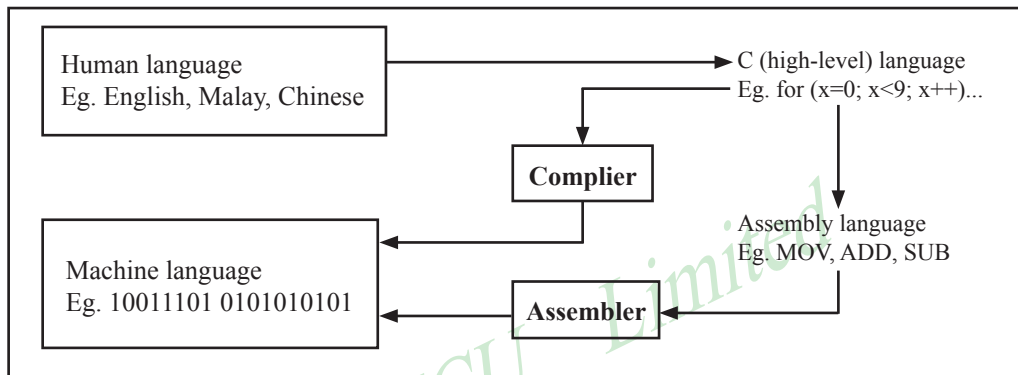 Human language
Eg. English, Malay, Chinese
C (high-level) language
Eg. for (x=0; x<9; x++)...
Complier
Assembly language
Eg. MOV, ADD, SUB
Machine language
Eg. 10011101 0101010101
Assembler
Limited